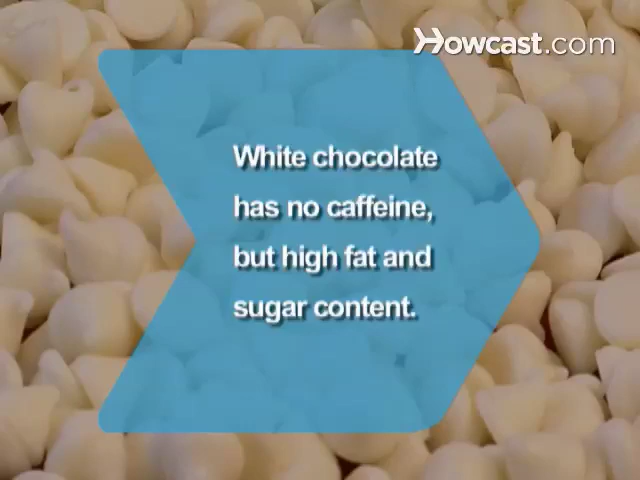 Howcast.com
White chocolate
has no caffeine,
but high fat and
sugar content.